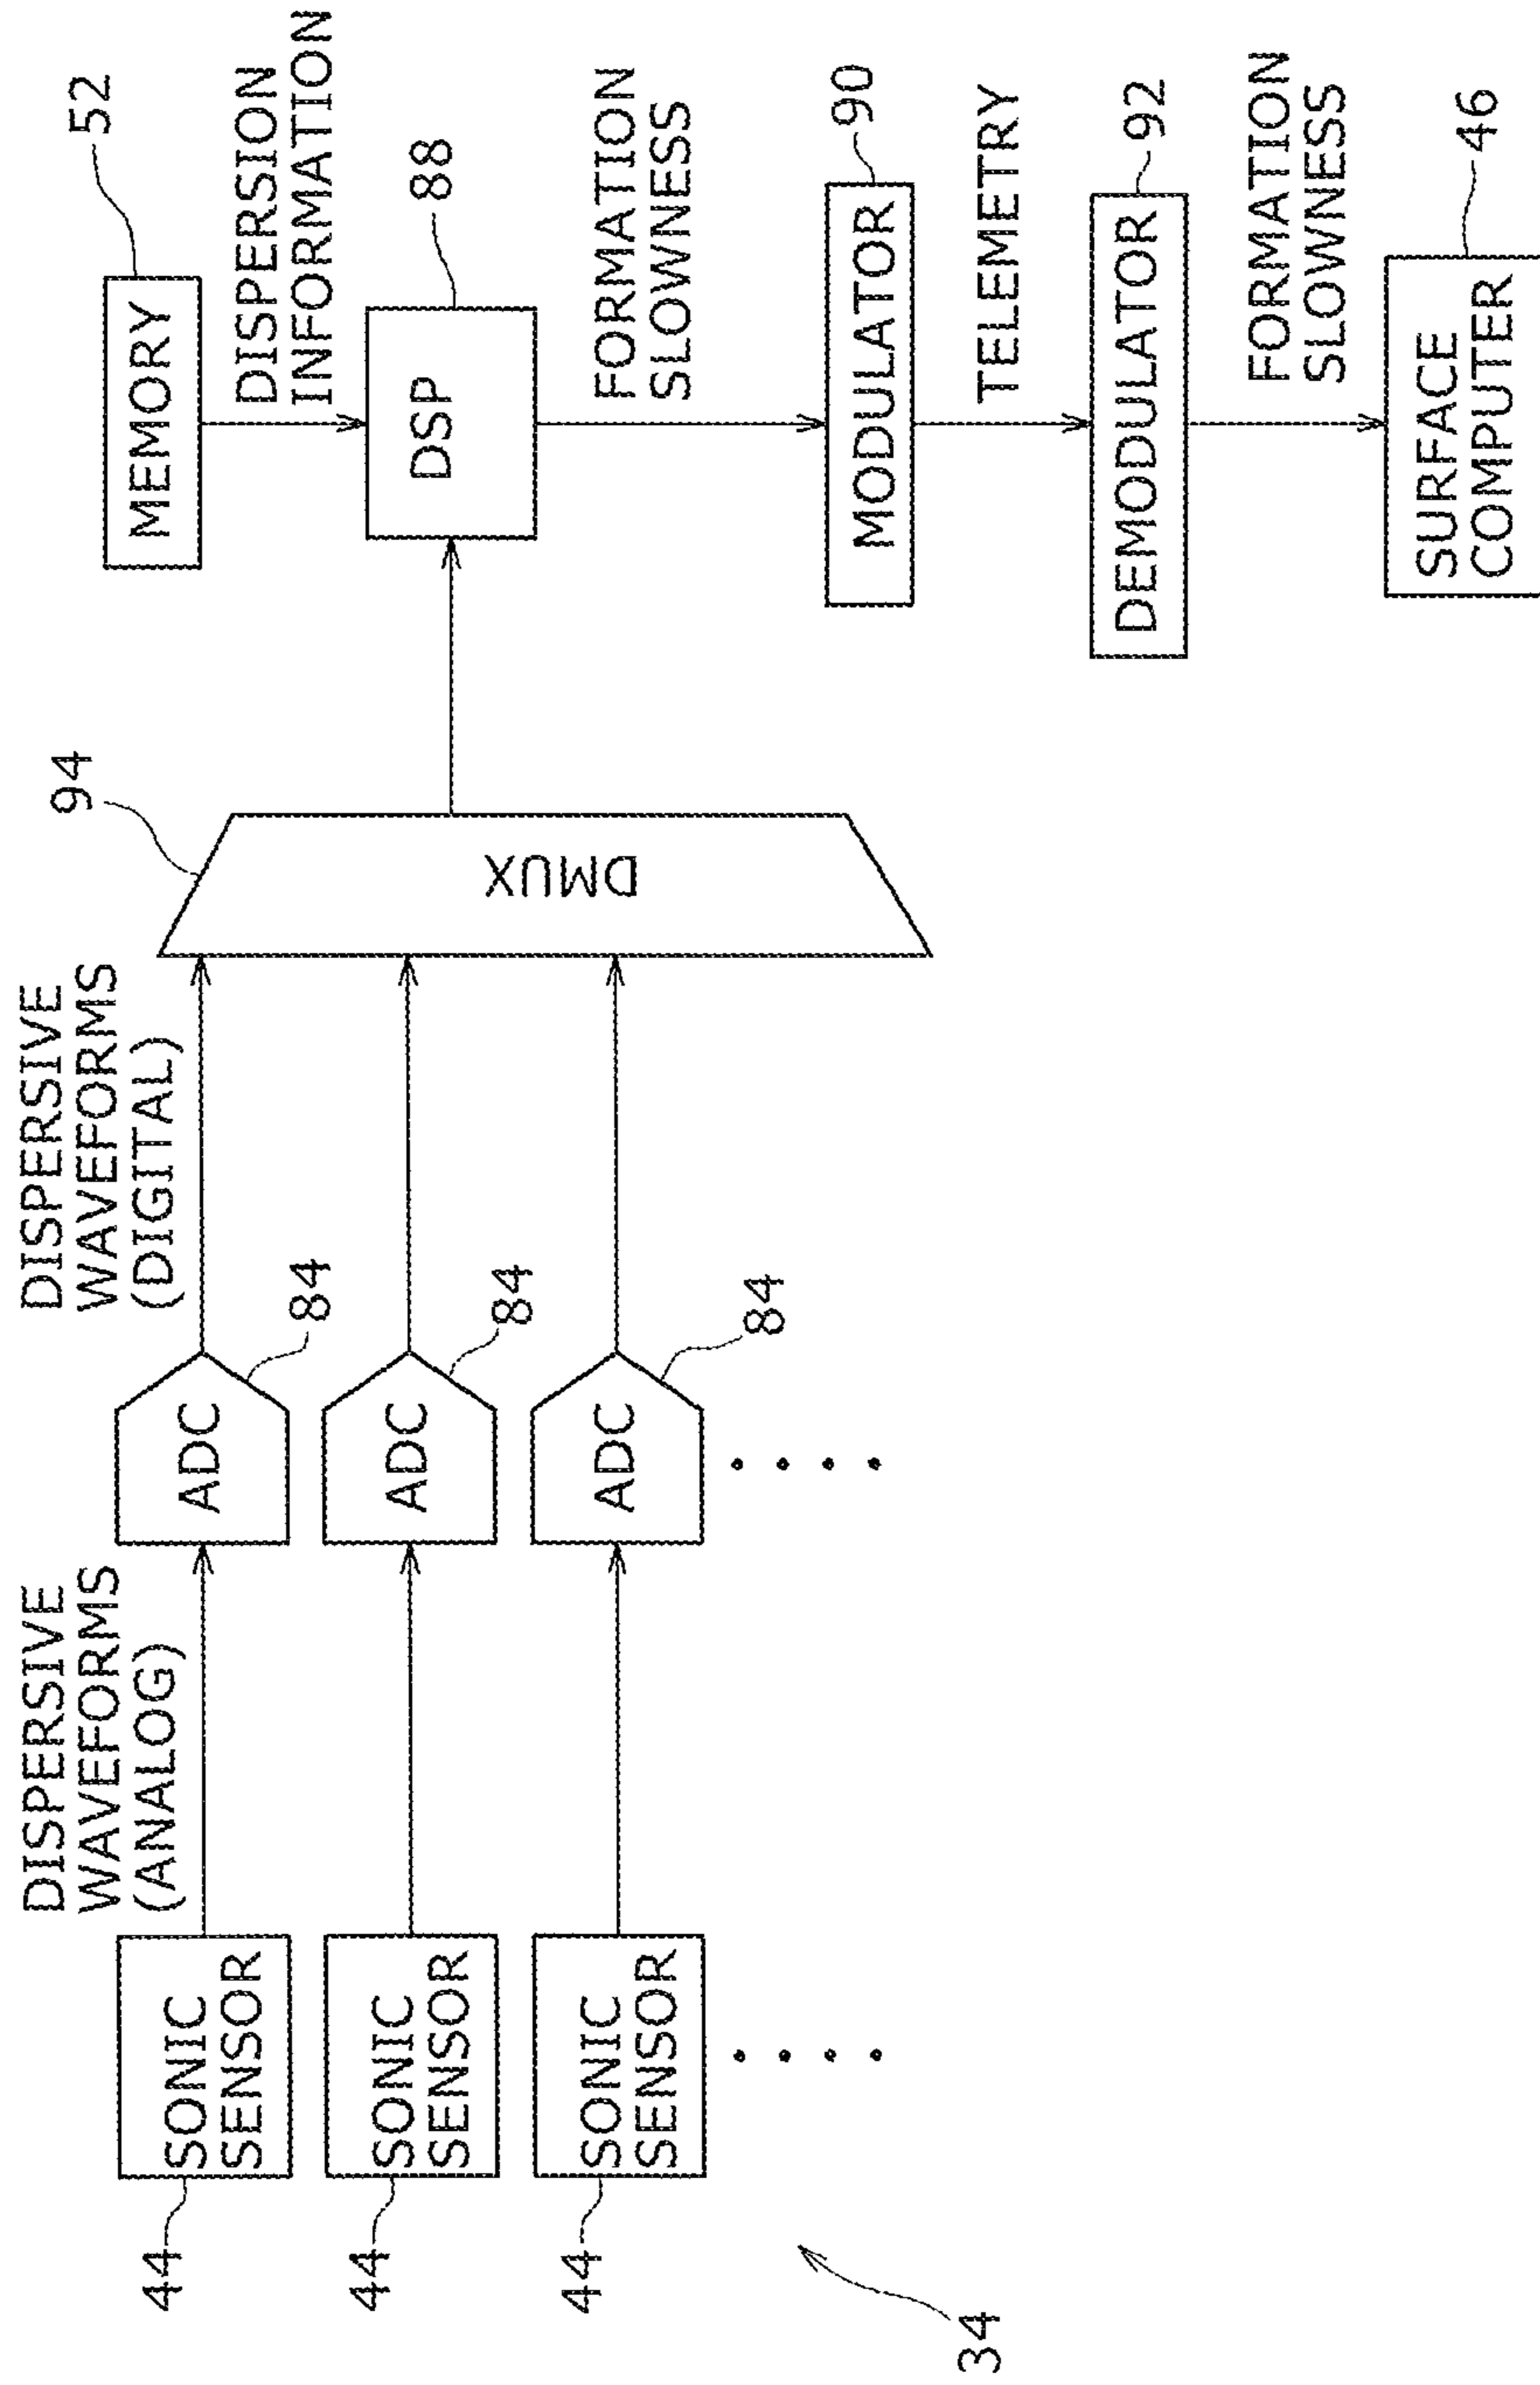 DISPERSIVE
WAVEFORMS
(ANALOG)
DISPERSIVE
WAVEFORMS
(DIGITAL)
94
52
MEMORY
DISPERSION
INFORMATION
44
SONIC
SENSOR
ADC
84
44
SONIC
SENSOR
ADC
84
44
SONIC
SENSOR
ADC
84
DMUX
88
DSP
FORMATION
SLOWNESS
90
MODULATOR
TELEMETRY
92
DEMODULATOR
FORMATION
SLOWNESS
46
SURFACE
COMPUTER
34